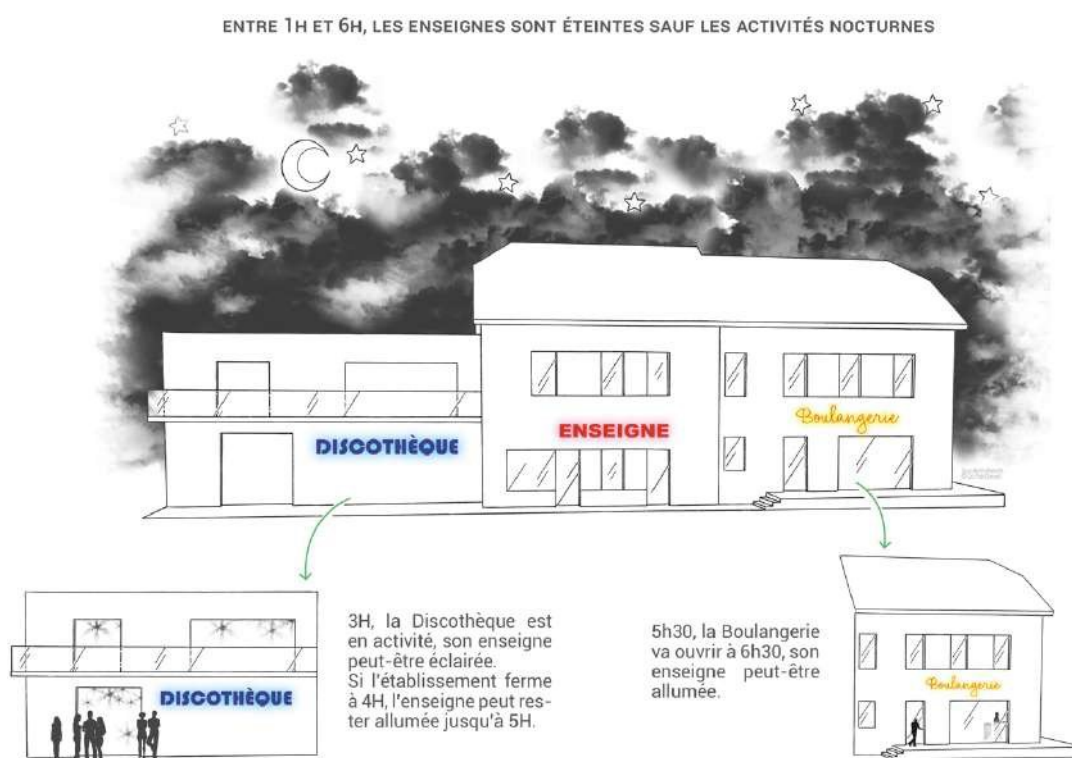 ENTRE 1H ET 6H, LES ENSEIGNES SONT ÉTEINTES SAUF LES ACTIVITÉS NOCTURNES
DISCOTHÈQUE
ENSEIGNE
Boulangerie
3H, la Discothèque est
en activité, son enseigne
peut-être éclairée.
Si l'établissement ferme
à 4H, l'enseigne peut res-
ter allumée jusqu'à 5H.
DISCOTHÈQUE
5h30, la Boulangerie
va ouvrir à 6h30, son
enseigne peut-être
allumée.
Boulangerie